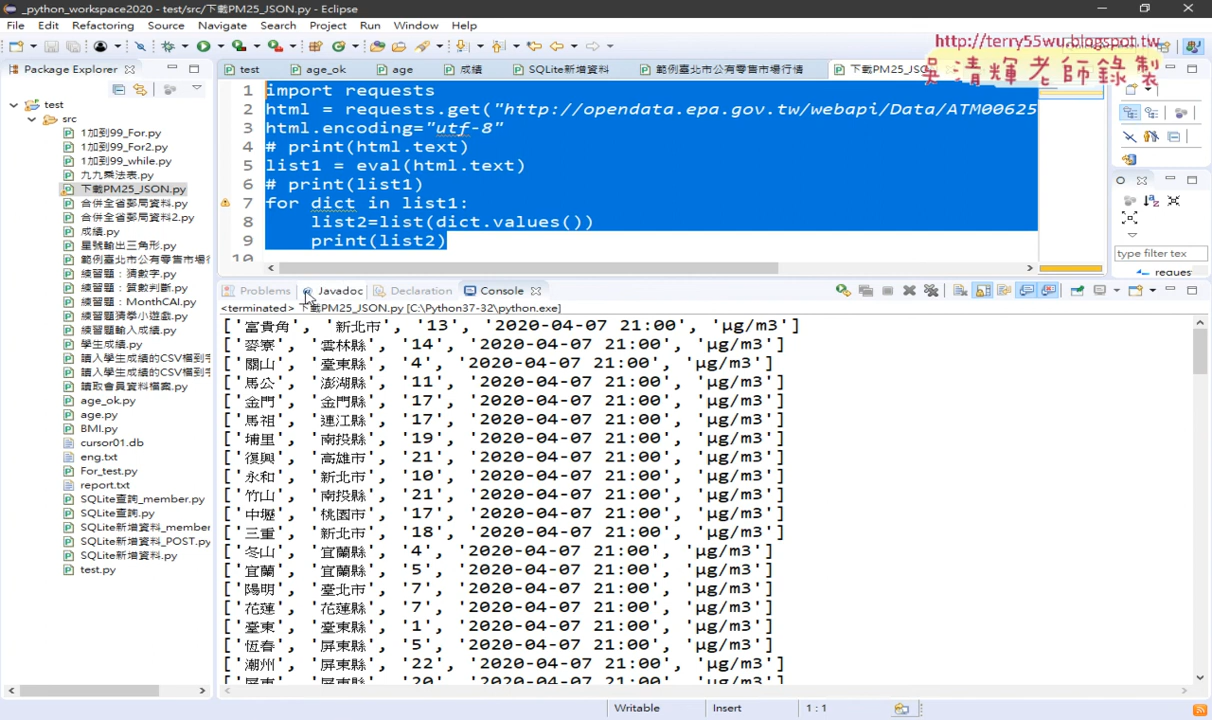 _python_workspace2020 - test/src/下載PM25_JSON.py - Eclipse
File Edit Refactoring Source Navigate Search Project Run Window Help
http://terry55wu.blogspot.tw
吳清輝老師錄製
Package Explorer
test age_ok age 成績 SQLite新增資料 範例臺北市公有零售市場行情 下載PM25_JSO
test
src
1加到99_For.py
1加到99_For2.py
1加到99_while.py
九九乘法表.py
下載PM25_JSON.py
合併全省郵局資料.py
合併全省郵局資料2.py
成績.py
星號輸出三角形.py
範例臺北市公有零售市場
練習題：猜數字.py
練習題：質數判斷.py
練習題：MonthCAI.py
練習題猜拳小遊戲.py
練習題輸入成績.py
學生成績.py
讀入學生成績的CSV檔到字
讀入學生成績的CSV檔到字
讀取會員資料檔案.py
age_ok.py
age.py
BMI.py
cursor01.db
eng.txt
For_test.py
report.txt
SQLite查詢_member.py
SQLite查詢.py
SQLite新增資料_member
SQLite新增資料_POST.py
SQLite新增資料.py
test.py
1 import requests
2 html = requests.get("http://opendata.epa.gov.tw/webapi/Data/ATM00625
3 html.encoding="utf-8"
4 # print(html.text)
5 list1 = eval(html.text)
6 # print(list1)
7 for dict in list1:
8 list2=list(dict.values())
9 print(list2)
10
type filter tex
reques
Problems Javadoc Declaration Console
<terminated> 下載PM25_JSON.py [C:\Python37-32\python.exe]
['富貴角', '新北市', '13', '2020-04-07 21:00', 'μg/m3']
['麥寮', '雲林縣', '14', '2020-04-07 21:00', 'μg/m3']
['關山', '臺東縣', '4', '2020-04-07 21:00', 'μg/m3']
['馬公', '澎湖縣', '11', '2020-04-07 21:00', 'μg/m3']
['金門', '金門縣', '17', '2020-04-07 21:00', 'μg/m3']
['馬祖', '連江縣', '17', '2020-04-07 21:00', 'μg/m3']
['埔里', '南投縣', '19', '2020-04-07 21:00', 'μg/m3']
['復興', '高雄市', '21', '2020-04-07 21:00', 'μg/m3']
['永和', '新北市', '10', '2020-04-07 21:00', 'μg/m3']
['竹山', '南投縣', '21', '2020-04-07 21:00', 'μg/m3']
['中壢', '桃園市', '17', '2020-04-07 21:00', 'μg/m3']
['三重', '新北市', '18', '2020-04-07 21:00', 'μg/m3']
['冬山', '宜蘭縣', '4', '2020-04-07 21:00', 'μg/m3']
['宜蘭', '宜蘭縣', '5', '2020-04-07 21:00', 'μg/m3']
['陽明', '臺北市', '7', '2020-04-07 21:00', 'μg/m3']
['花蓮', '花蓮縣', '7', '2020-04-07 21:00', 'μg/m3']
['臺東', '臺東縣', '1', '2020-04-07 21:00', 'μg/m3']
['恆春', '屏東縣', '5', '2020-04-07 21:00', 'μg/m3']
['潮州', '屏東縣', '22', '2020-04-07 21:00', 'μg/m3']
['屏東', '屏東縣', '20', '2020-04-07 21:00', 'μg/m3']
Writable Insert 1 : 1